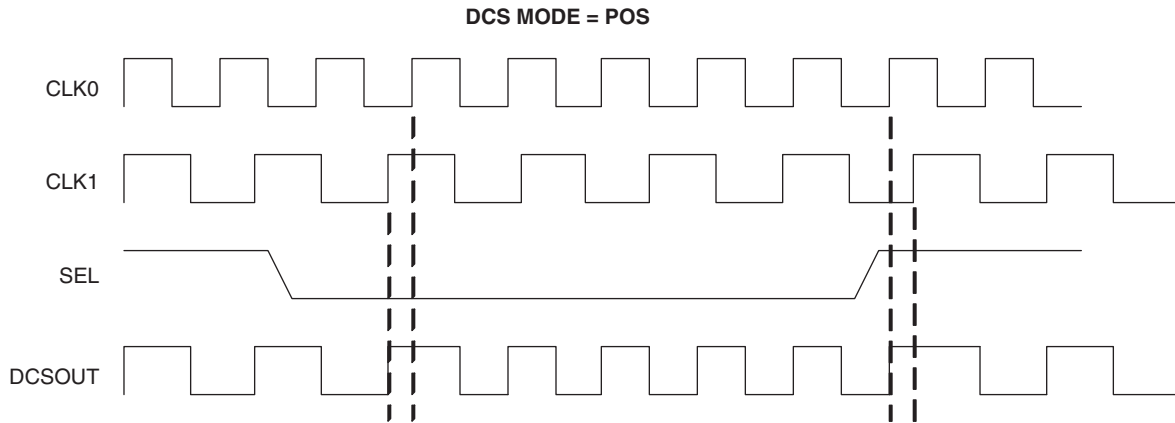 DCS MODE = POS
CLK0
CLK1
SEL
DCSOUT